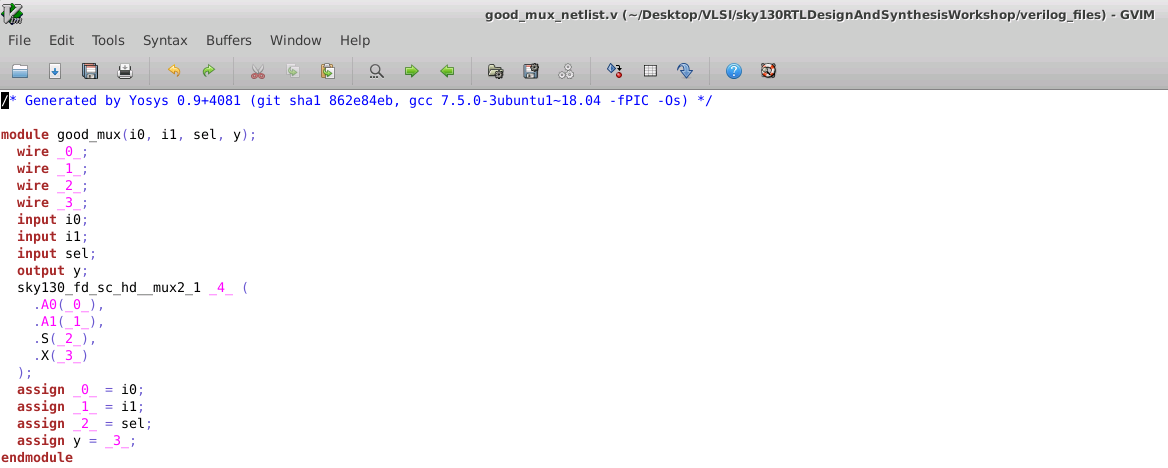 good_mux_netlist.v (~/Desktop/VLSI/sky130RTLDesignAndSynthesisWorkshop/verilog_files) - GVIM
File Edit Tools Syntax Buffers Window Help
/* Generated by Yosys 0.9+4081 (git sha1 862e84eb, gcc 7.5.0-3ubuntu1~18.04 -fPIC -Os) */
module good_mux(i0, i1, sel, y);
  wire _0_;
  wire _1_;
  wire _2_;
  wire _3_;
  input i0;
  input i1;
  input sel;
  output y;
  sky130_fd_sc_hd__mux2_1 _4_ (
    .A0(_0_),
    .A1(_1_),
    .S(_2_),
    .X(_3_)
  );
  assign _0_ = i0;
  assign _1_ = i1;
  assign _2_ = sel;
  assign y = _3_;
endmodule